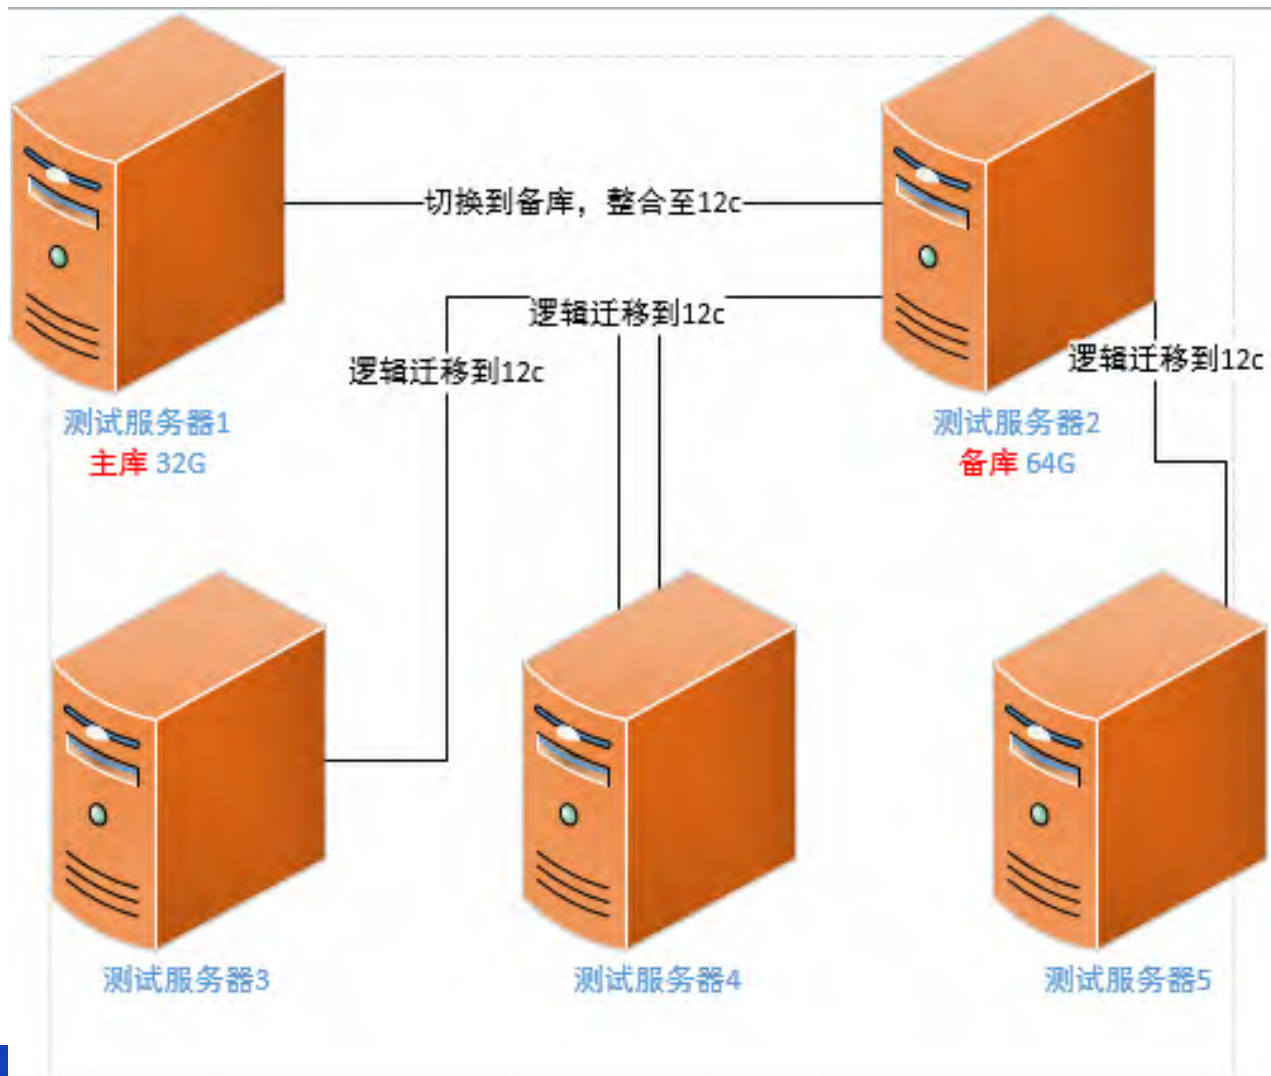 切换到备库，整合至12c
逻辑迁移到12c
逻辑迁移到12c
逻辑迁移到12c
测试服务器1
主库 32G
测试服务器2
备库 64G
测试服务器3
测试服务器4
测试服务器5